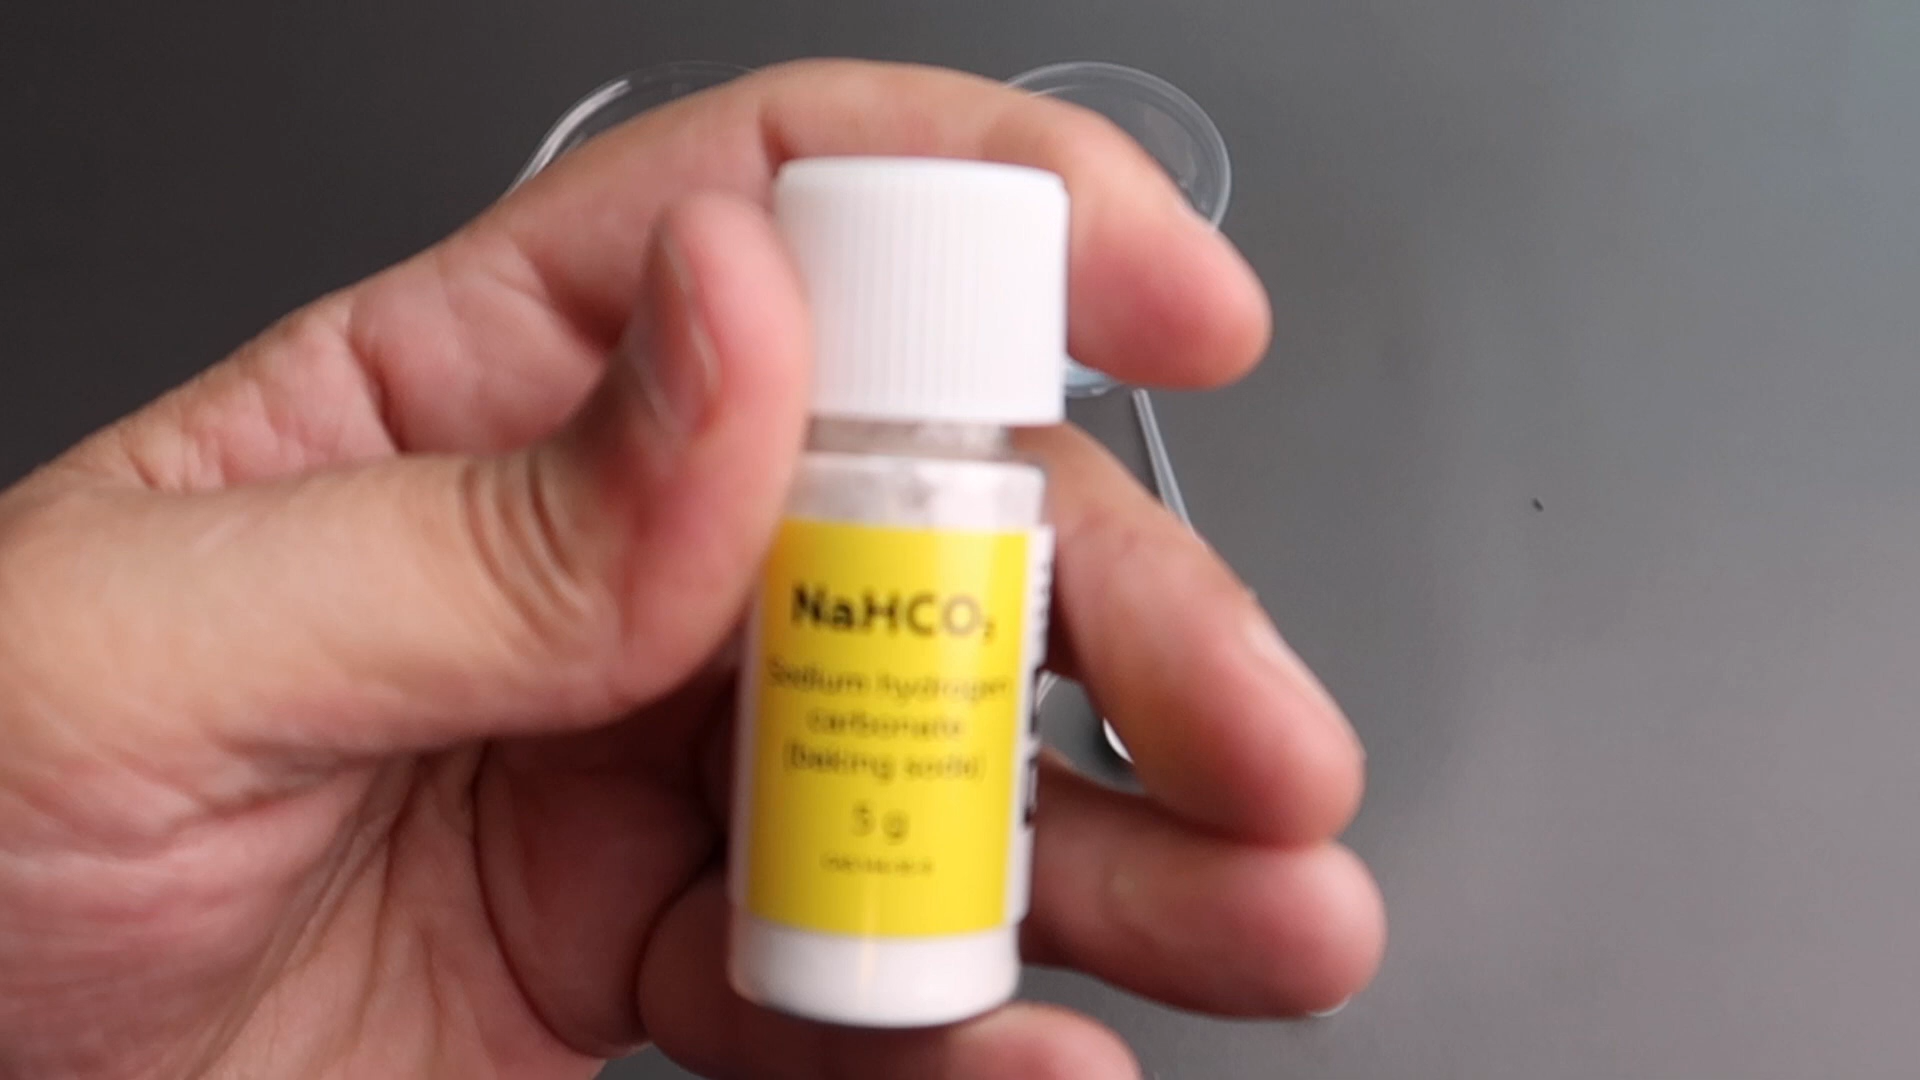 NaHCO₃
Sodium hydrogen
carbonate
(baking soda)
5 g